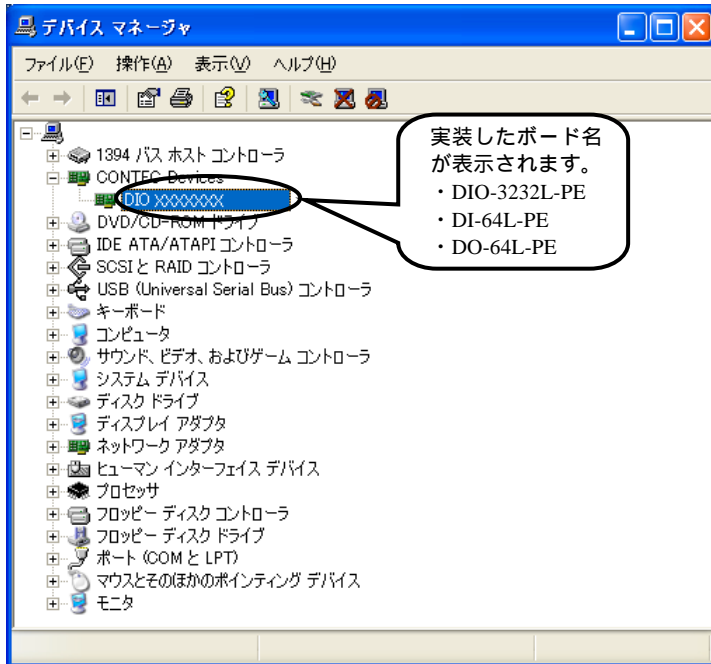 デバイス マネージャ
ファイル(F) 操作(A) 表示(V) ヘルプ(H)
1394 バス ホスト コントローラ
CONTEC Devices
DIO XXXXXXX
DVD/CD-ROM ドライブ
IDE ATA/ATAPI コントローラ
SCSI と RAID コントローラ
USB (Universal Serial Bus) コントローラ
キーボード
コンピュータ
サウンド、ビデオ、およびゲーム コントローラ
システム デバイス
ディスク ドライブ
ディスプレイ アダプタ
ネットワーク アダプタ
ヒューマン インターフェイス デバイス
プロセッサ
フロッピー ディスク コントローラ
フロッピー ディスク ドライブ
ポート (COM と LPT)
マウスとそのほかのポインティング デバイス
モニタ
実装したボード名
が表示されます。
・DIO-3232L-PE
・DI-64L-PE
・DO-64L-PE